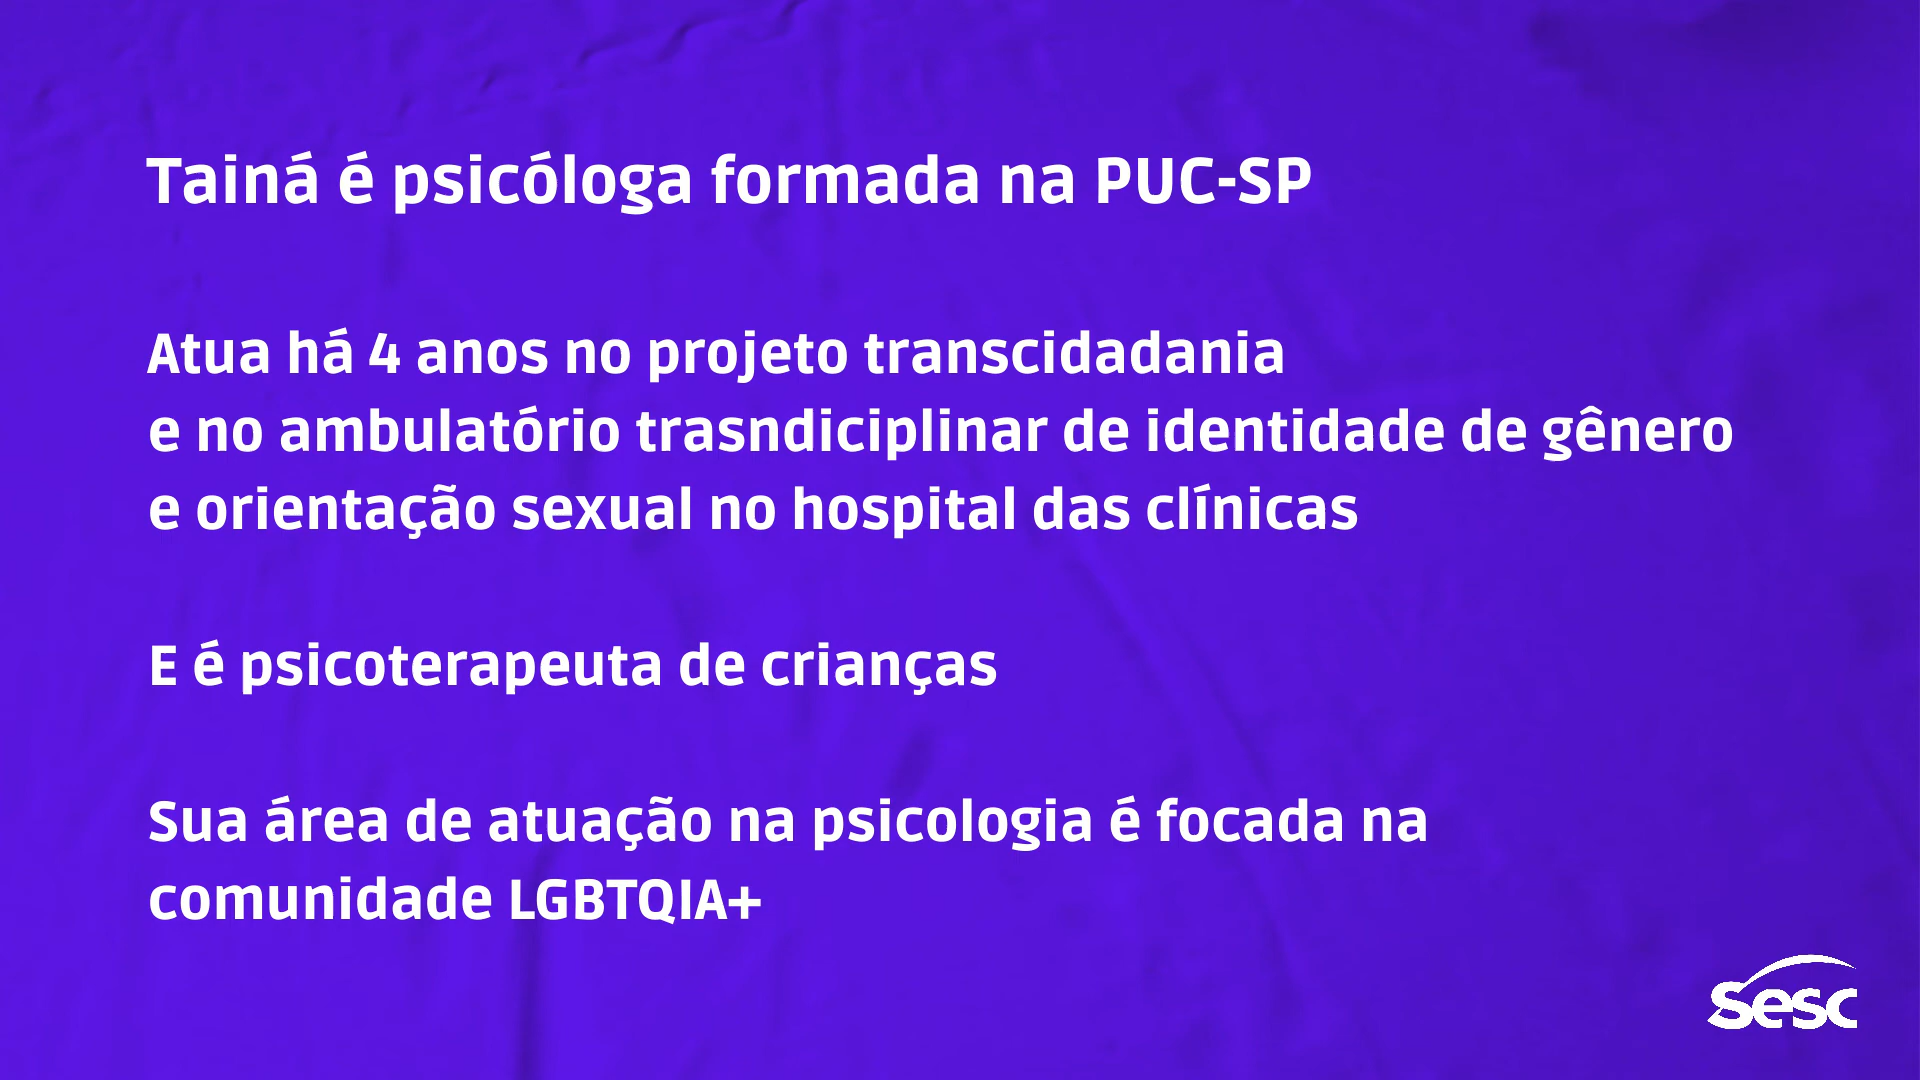 Tainá é psicóloga formada na PUC-SP
Atua há 4 anos no projeto transcidadania
e no ambulatório trasndiciplinar de identidade de gênero
e orientação sexual no hospital das clínicas
E é psicoterapeuta de crianças
Sua área de atuação na psicologia é focada na
comunidade LGBTQIA+
Sesc